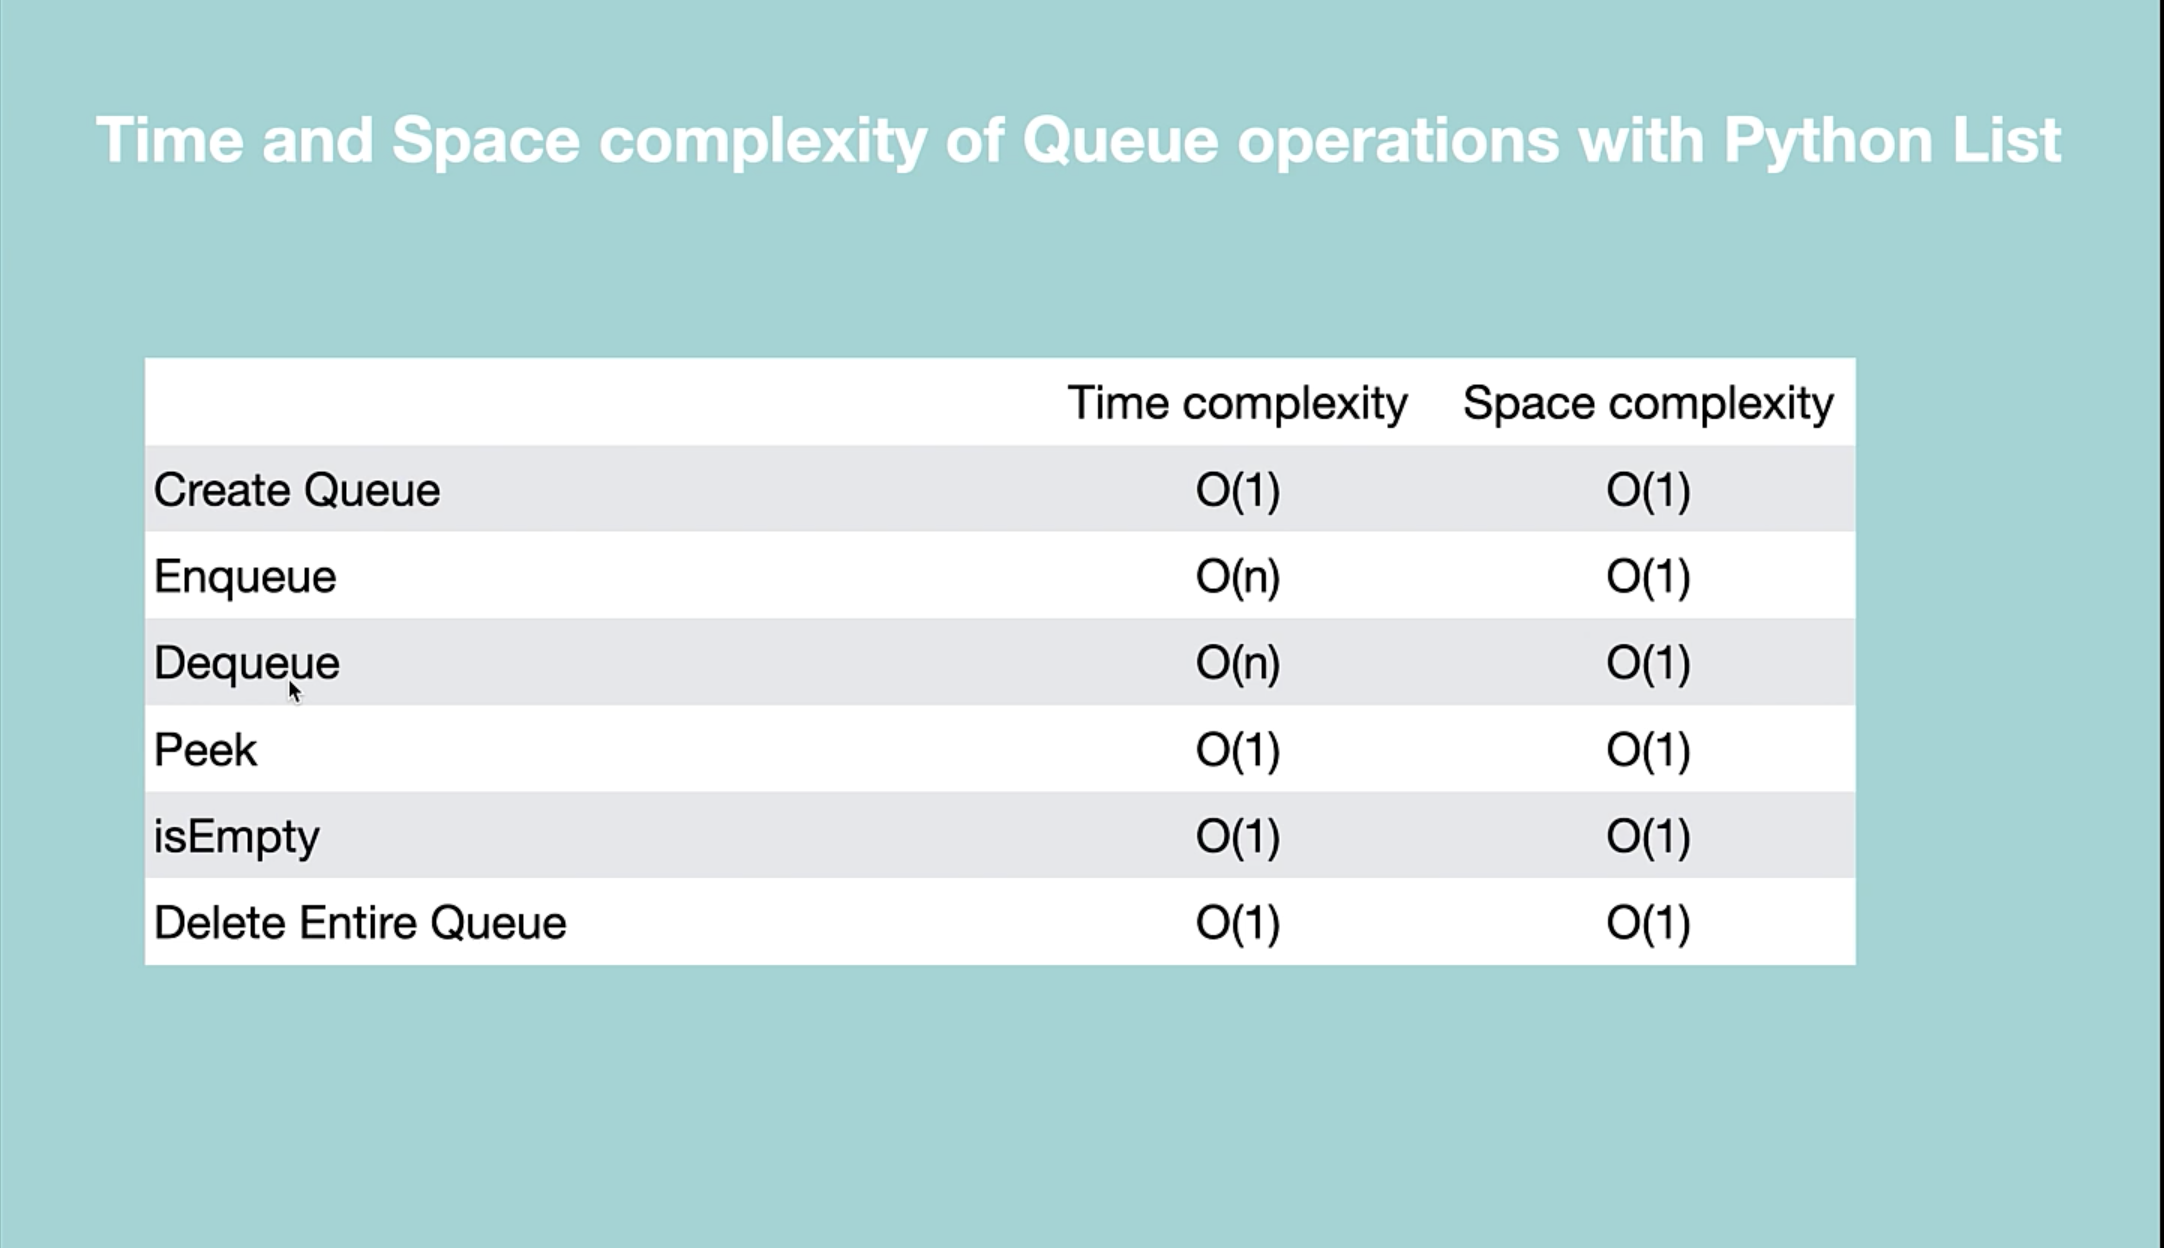 Time and Space complexity of Queue operations with Python List
Time complexity Space complexity
Create Queue O(1) O(1)
Enqueue O(n) O(1)
Dequeue O(n) O(1)
Peek O(1) O(1)
isEmpty O(1) O(1)
Delete Entire Queue O(1) O(1)